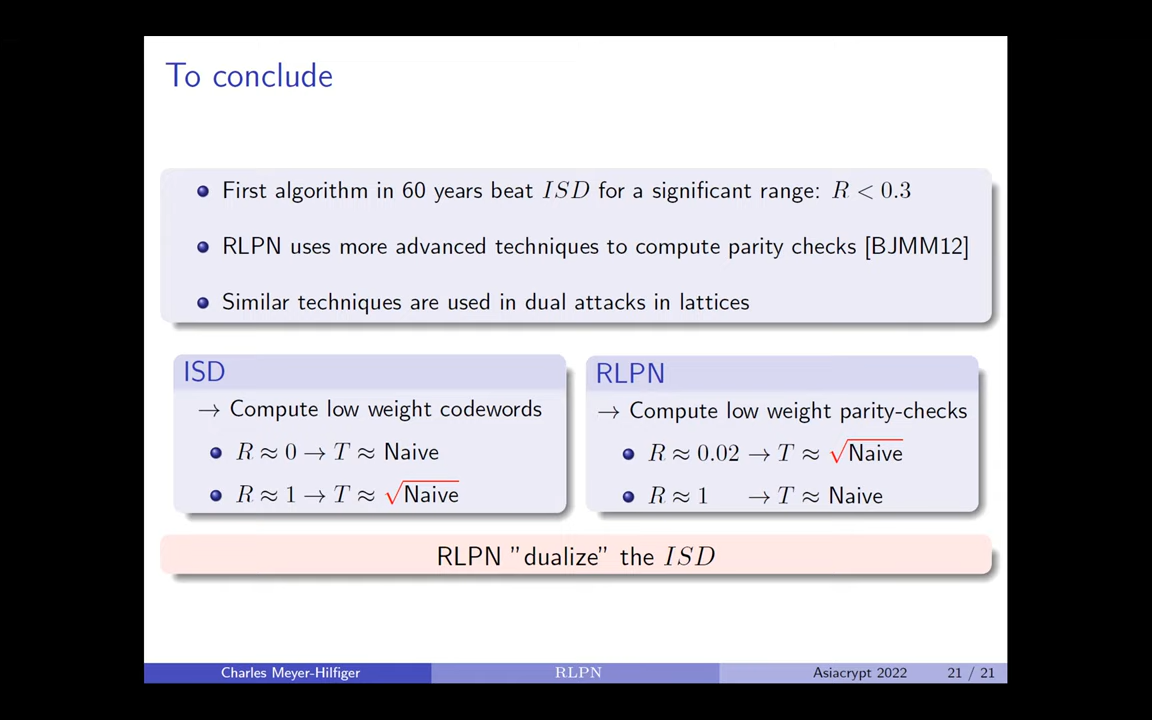 To conclude
First algorithm in 60 years beat ISD for a significant range: R < 0.3
RLPN uses more advanced techniques to compute parity checks [BJMM12]
Similar techniques are used in dual attacks in lattices
ISD
→ Compute low weight codewords
R ≈ 0 → T ≈ Naive
R ≈ 1 → T ≈ √Naive
RLPN
→ Compute low weight parity-checks
R ≈ 0.02 → T ≈ √Naive
R ≈ 1 → T ≈ Naive
RLPN ”dualize” the ISD
Charles Meyer-Hilfiger RLPN Asiacrypt 2022 21 / 21